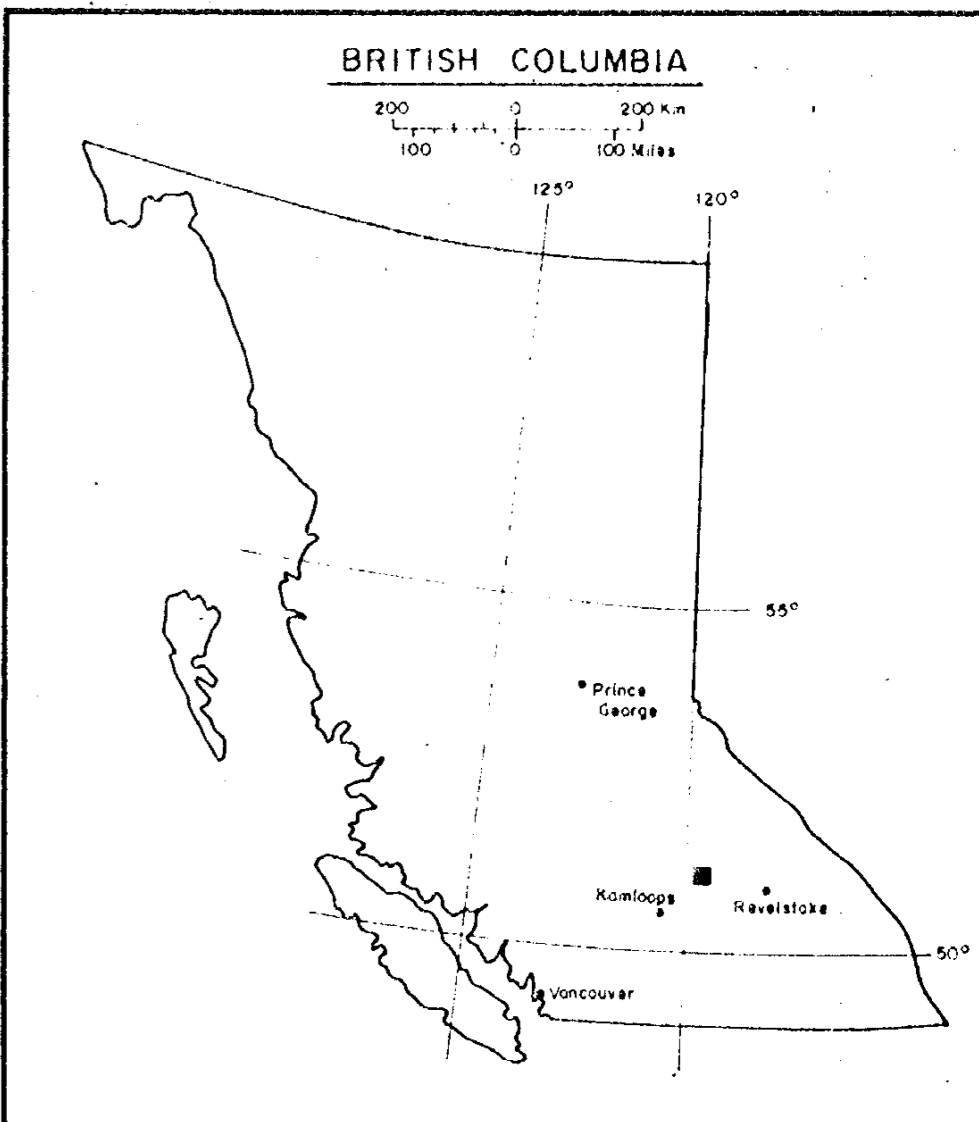 BRITISH COLUMBIA
200 0 200 Km
100 0 100 Miles
125°
120°
55°
Prince
George
Kamloops
Revelstoke
50°
Vancouver